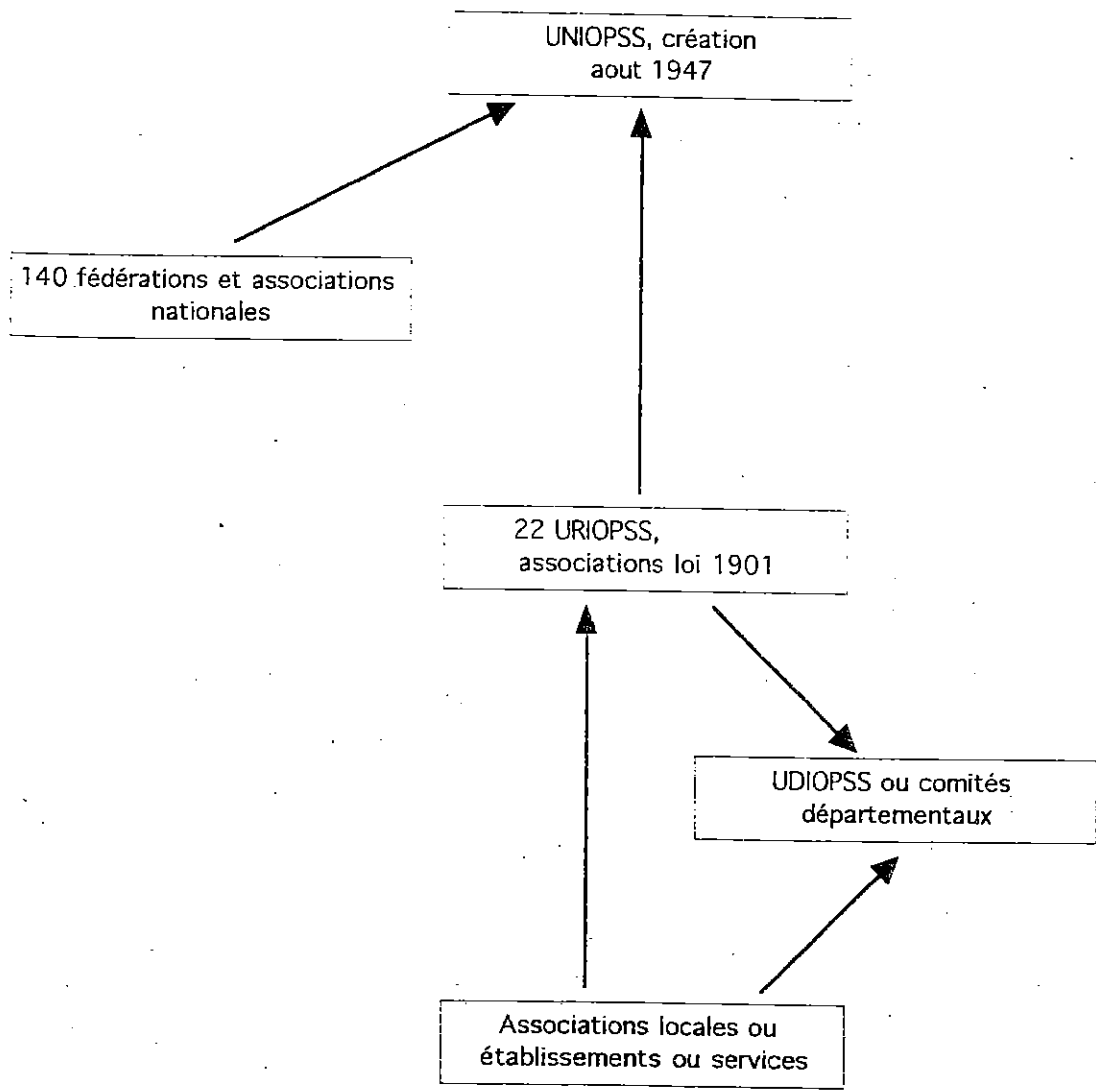 UNIOPSS, création
aout 1947
140 fédérations et associations
nationales
22 URIOPSS,
associations loi 1901
UDIOPSS ou comités
départementaux
Associations locales ou
établissements ou services